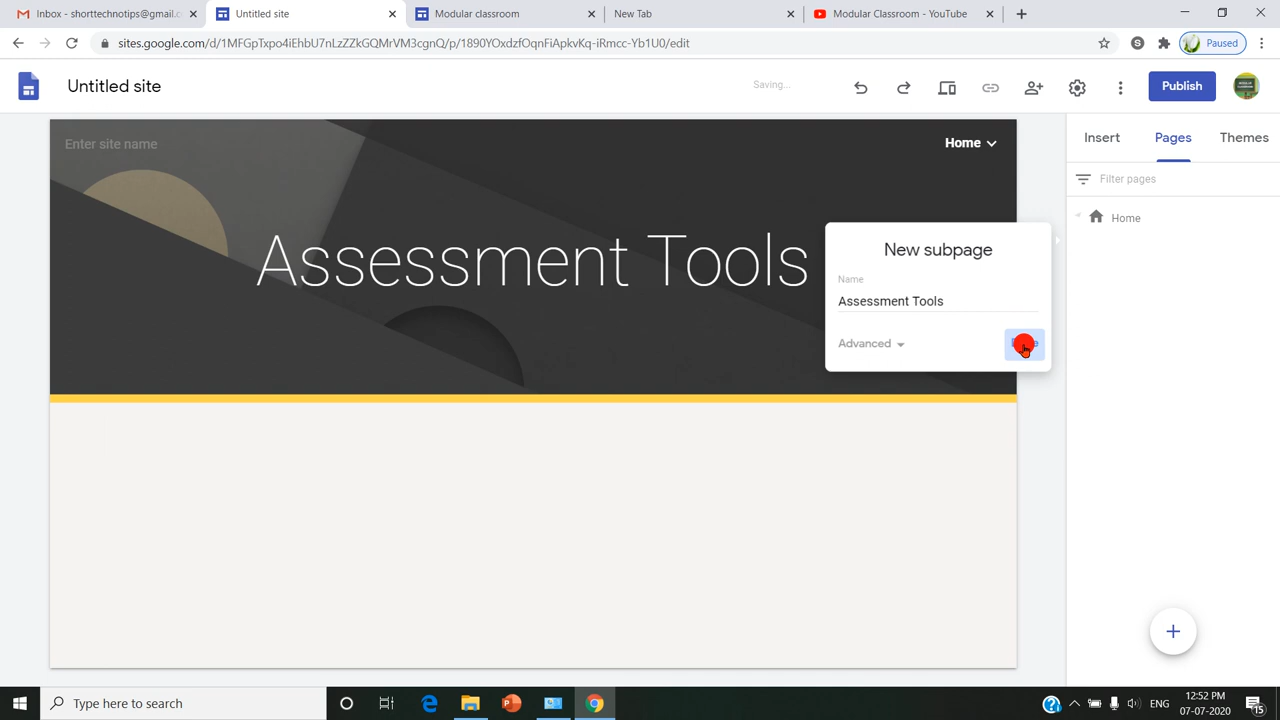 Inbox - shorttechnotips@gmail.c
Untitled site
Modular classroom
New Tab
Modular Classroom - YouTube
sites.google.com/d/1MFGpTxpo4iEhbU7nLzZZkGQMrVM3cgnQ/p/1890YOxdzfOqnFiApkvKq-iRmcc-Yb1U0/edit
S
Paused
Untitled site
Saving...
Publish
Enter site name
Home
Assessment Tools
Insert
Pages
Themes
Filter pages
Home
New subpage
Name
Assessment Tools
Advanced
Type here to search
ENG
12:52 PM
07-07-2020
15